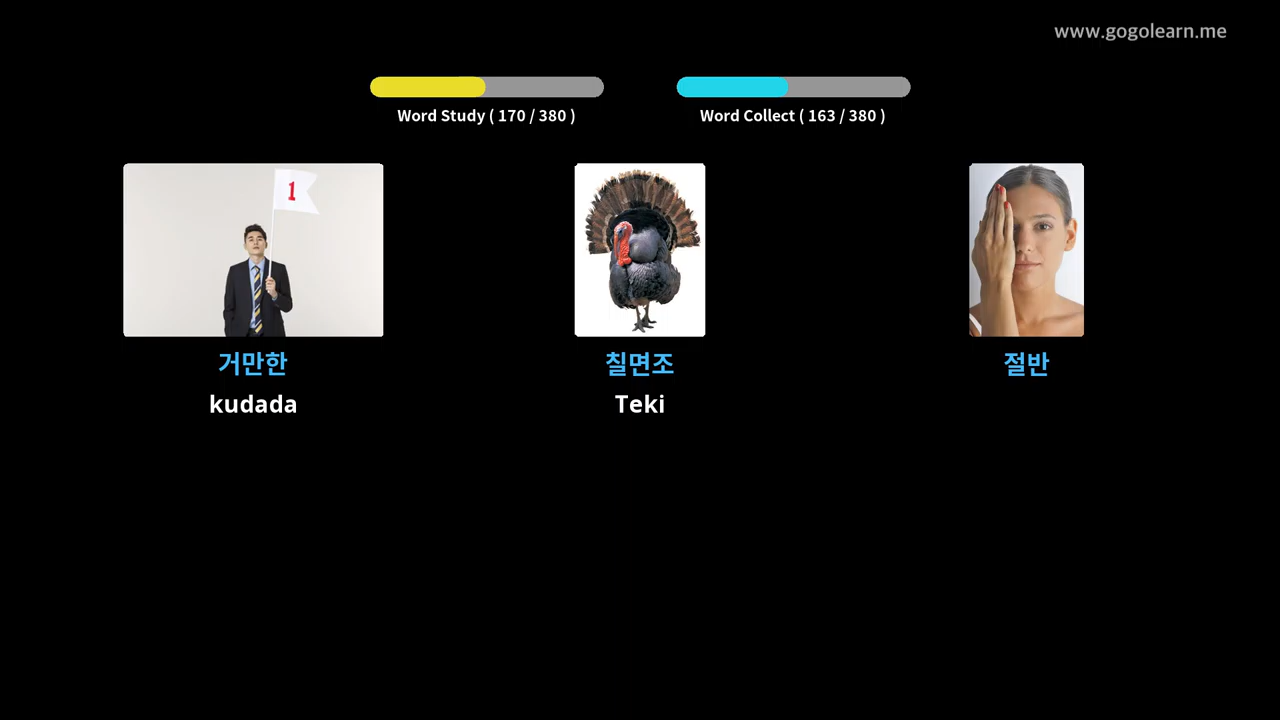 www.gogolearn.me
Word Study ( 170 / 380 )
Word Collect ( 163 / 380 )
1
거만한
칠면조
절반
kudada
Teki